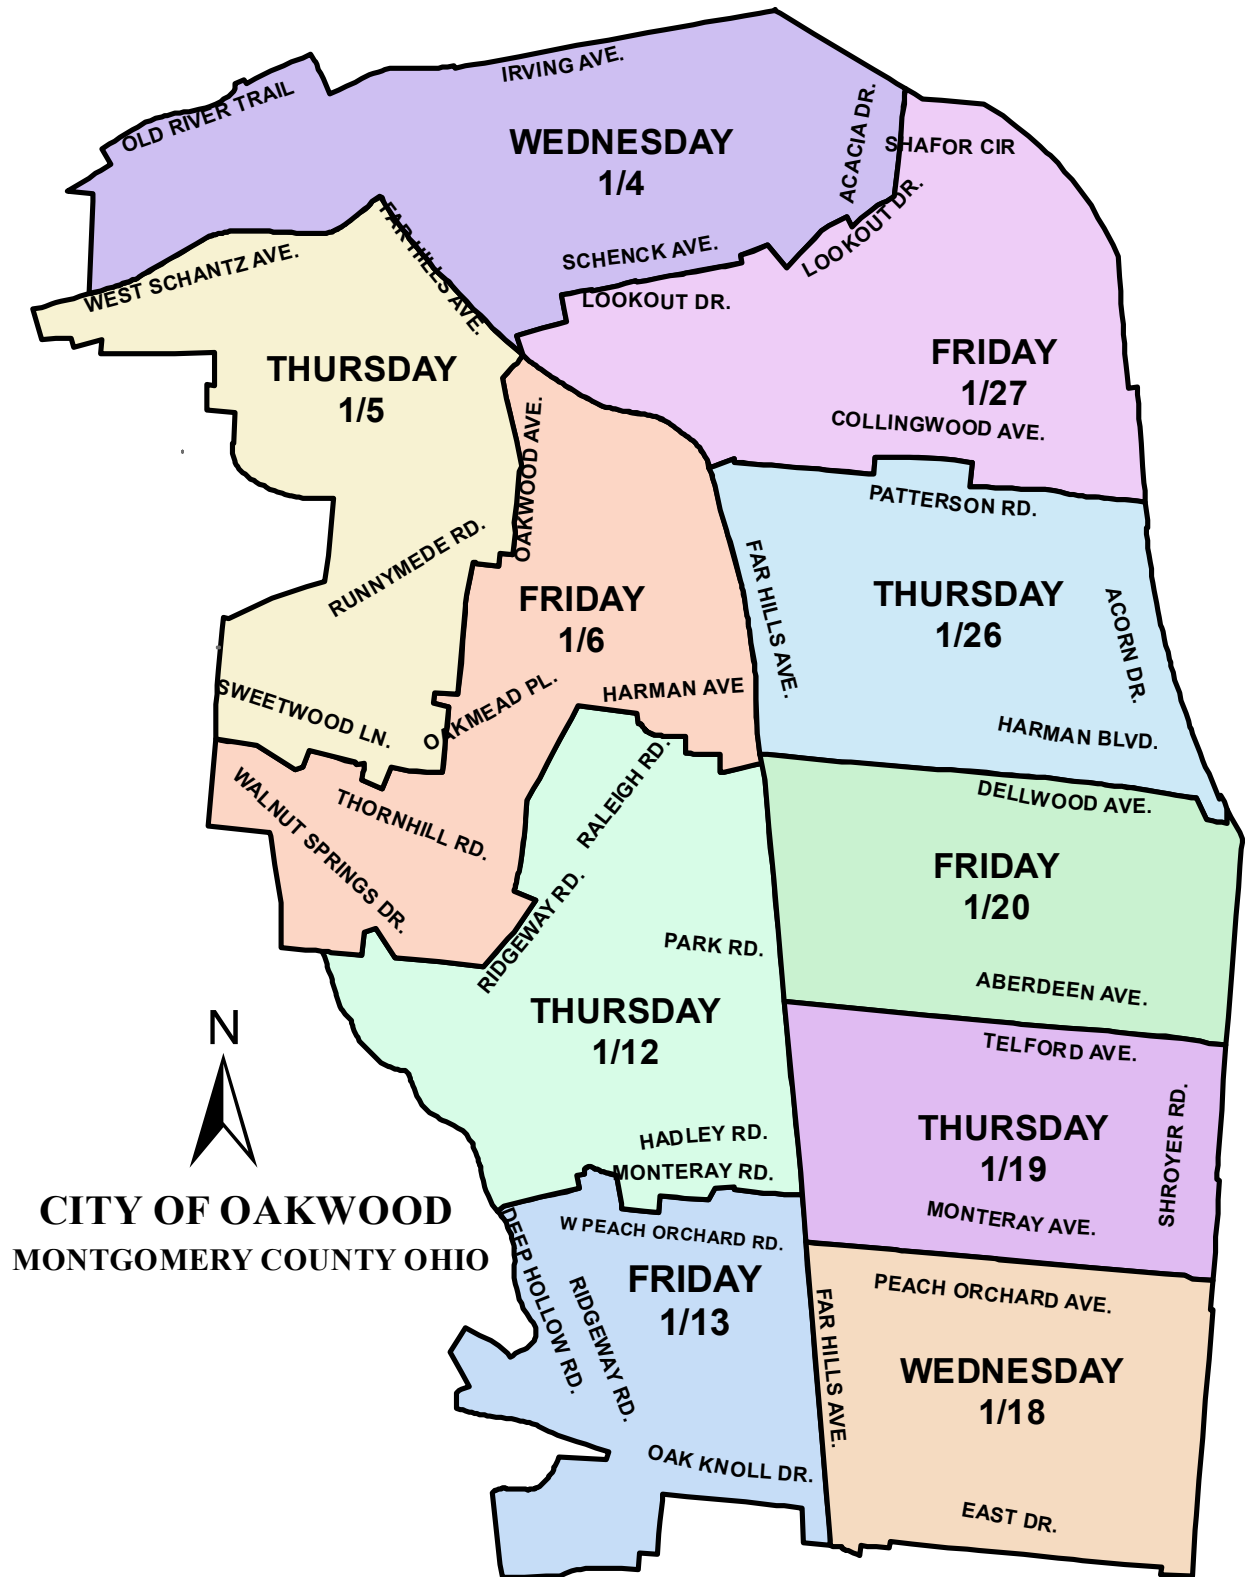 IRVING AVE.
OLD RIVER TRAIL
ACACIA DR.
WEDNESDAY
1/4
SHAFOR CIR
LOOKOUT DR.
FAR HILLS AVE.
SCHENCK AVE.
WEST SCHANTZ AVE.
LOOKOUT DR.
THURSDAY
1/5
FRIDAY
1/27
COLLINGWOOD AVE.
OAKWOOD AVE.
PATTERSON RD.
RUNNYMEDE RD.
FAR HILLS AVE.
FRIDAY
1/6
THURSDAY
1/26
ACORN DR.
SWEETWOOD LN.
OAKMEAD PL.
HARMAN AVE
HARMAN BLVD.
RALEIGH RD.
WALNUT SPRINGS DR.
THORNHILL RD.
DELLWOOD AVE.
FRIDAY
1/20
RIDGEWAY RD.
PARK RD.
ABERDEEN AVE.
THURSDAY
1/12
N
TELFORD AVE.
THURSDAY
1/19
SHROYER RD.
HADLEY RD.
MONTERAY RD.
CITY OF OAKWOOD
MONTGOMERY COUNTY OHIO
MONTERAY AVE.
W PEACH ORCHARD RD.
DEEP HOLLOW RD.
FRIDAY
1/13
RIDGEWAY RD.
PEACH ORCHARD AVE.
FAR HILLS AVE.
WEDNESDAY
1/18
OAK KNOLL DR.
EAST DR.